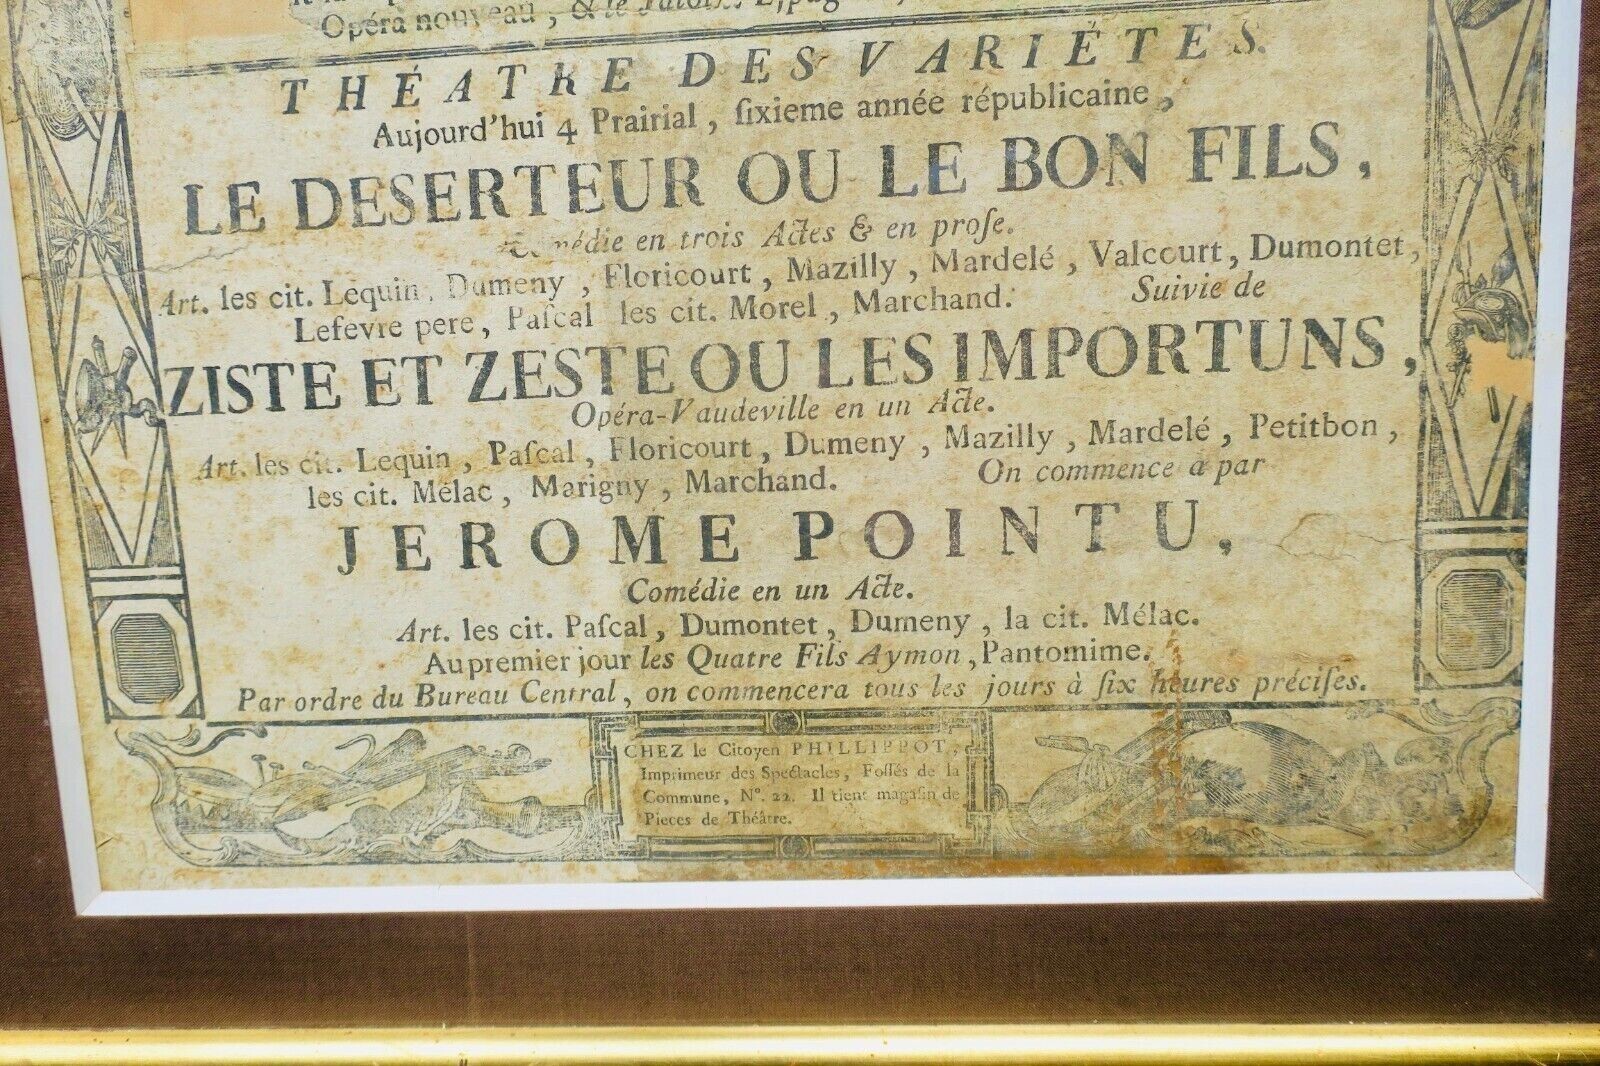 Opéra nouveau, & le
THÉATRE DES VARIÉTES.
Aujourd'hui 4 Prairial, ſixieme année républicaine,
LE DESERTEUR OU LE BON FILS,
Comédie en trois Actes & en proſe.
Art. les cit. Lequin, Dumeny, Floricourt, Mazilly, Mardelé, Valcourt, Dumontet,
Lefevre pere, Paſcal les cit. Morel, Marchand. Suivie de
ZISTE ET ZESTE OU LES IMPORTUNS,
Opéra-Vaudeville en un Acte.
Art. les cit. Lequin, Paſcal, Floricourt, Dumeny, Mazilly, Mardelé, Petitbon,
les cit. Mélac, Marigny, Marchand. On commence a par
JEROME POINTU,
Comédie en un Acte.
Art. les cit. Paſcal, Dumontet, Dumeny, la cit. Mélac.
Au premier jour les Quatre Fils Aymon, Pantomime.
Par ordre du Bureau Central, on commencera tous les jours à ſix heures préciſes.
CHEZ le Citoyen PHILLIPPOT,
Imprimeur des Spectacles, Foſſés de la
Commune, N°. 22. Il tient magaſin de
Pieces de Théâtre.